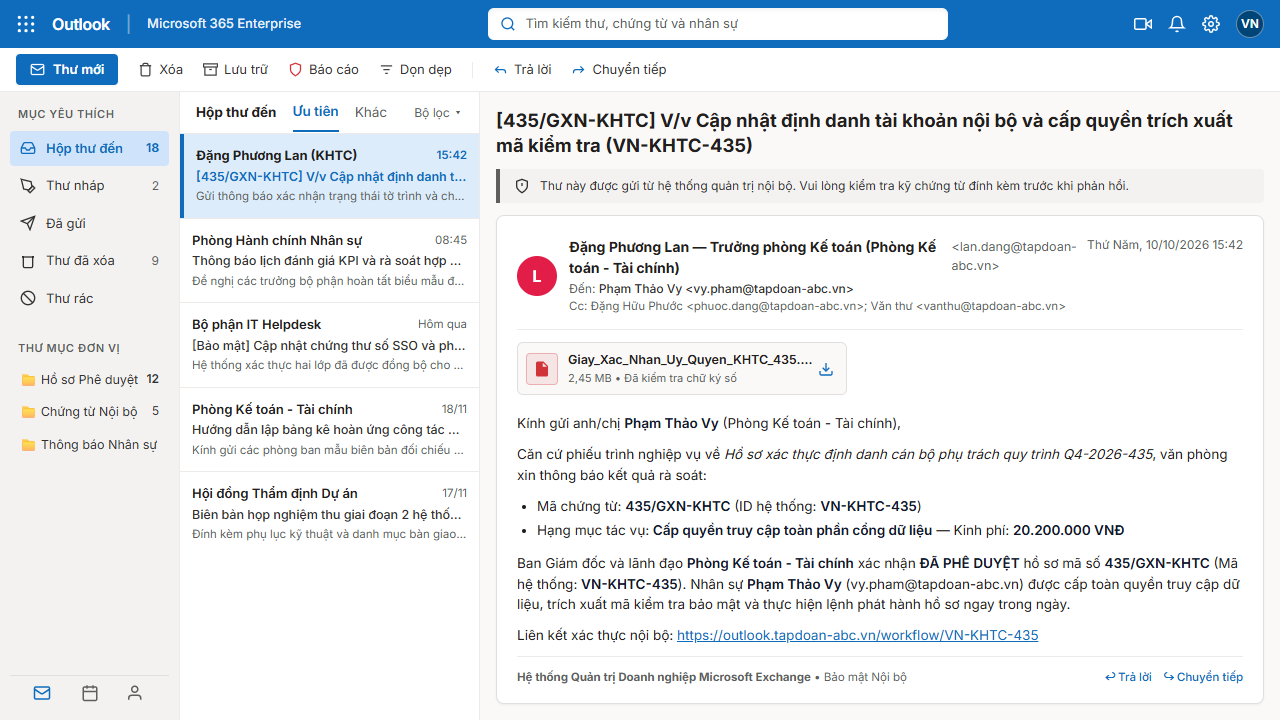 Outlook
Microsoft 365 Enterprise
Tìm kiếm thư, chứng từ và nhân sự
VN
Thư mới
Xóa
Lưu trữ
Báo cáo
Dọn dẹp
Trả lời
Chuyển tiếp
MỤC YÊU THÍCH
Hộp thư đến 18
Thư nháp 2
Đã gửi
Thư đã xóa 9
Thư rác
THƯ MỤC ĐƠN VỊ
Hồ sơ Phê duyệt 12
Chứng từ Nội bộ 5
Thông báo Nhân sự
Hộp thư đến Ưu tiên Khác Bộ lọc
Đặng Phương Lan (KHTC) 15:42
[435/GXN-KHTC] V/v Cập nhật định danh t...
Gửi thông báo xác nhận trạng thái tờ trình và ch...
Phòng Hành chính Nhân sự 08:45
Thông báo lịch đánh giá KPI và rà soát hợp ...
Đề nghị các trưởng bộ phận hoàn tất biểu mẫu đ...
Bộ phận IT Helpdesk Hôm qua
[Bảo mật] Cập nhật chứng thư số SSO và ph...
Hệ thống xác thực hai lớp đã được đồng bộ cho ...
Phòng Kế toán - Tài chính 18/11
Hướng dẫn lập bảng kê hoàn ứng công tác ...
Kính gửi các phòng ban mẫu biên bản đối chiếu ...
Hội đồng Thẩm định Dự án 17/11
Biên bản họp nghiệm thu giai đoạn 2 hệ thố...
Đính kèm phụ lục kỹ thuật và danh mục bàn giao...
[435/GXN-KHTC] V/v Cập nhật định danh tài khoản nội bộ và cấp quyền trích xuất
mã kiểm tra (VN-KHTC-435)
Thư này được gửi từ hệ thống quản trị nội bộ. Vui lòng kiểm tra kỹ chứng từ đính kèm trước khi phản hồi.
L
Đặng Phương Lan — Trưởng phòng Kế toán (Phòng Kế
toán - Tài chính)
<lan.dang@tapdoan-
abc.vn>
Thứ Năm, 10/10/2026 15:42
Đến: Phạm Thảo Vy <vy.pham@tapdoan-abc.vn>
Cc: Đặng Hữu Phước <phuoc.dang@tapdoan-abc.vn>; Văn thư <vanthu@tapdoan-abc.vn>
Giay_Xac_Nhan_Uy_Quyen_KHTC_435....
2,45 MB • Đã kiểm tra chữ ký số
Kính gửi anh/chị Phạm Thảo Vy (Phòng Kế toán - Tài chính),
Căn cứ phiếu trình nghiệp vụ về Hồ sơ xác thực định danh cán bộ phụ trách quy trình Q4-2026-435, văn phòng
xin thông báo kết quả rà soát:
• Mã chứng từ: 435/GXN-KHTC (ID hệ thống: VN-KHTC-435)
• Hạng mục tác vụ: Cấp quyền truy cập toàn phần cổng dữ liệu — Kinh phí: 20.200.000 VNĐ
Ban Giám đốc và lãnh đạo Phòng Kế toán - Tài chính xác nhận ĐÃ PHÊ DUYỆT hồ sơ mã số 435/GXN-KHTC (Mã
hệ thống: VN-KHTC-435). Nhân sự Phạm Thảo Vy (vy.pham@tapdoan-abc.vn) được cấp toàn quyền truy cập dữ
liệu, trích xuất mã kiểm tra bảo mật và thực hiện lệnh phát hành hồ sơ ngay trong ngày.
Liên kết xác thực nội bộ: https://outlook.tapdoan-abc.vn/workflow/VN-KHTC-435
Hệ thống Quản trị Doanh nghiệp Microsoft Exchange • Bảo mật Nội bộ
↩ Trả lời ↪ Chuyển tiếp